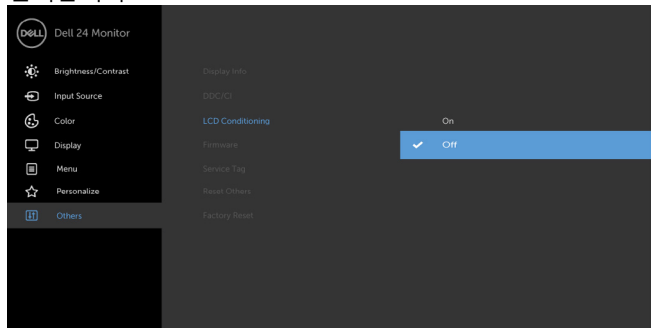 DELL Dell 24 Monitor
Brightness/Contrast
Input Source
Color
Display
Menu
Personalize
Others
Display Info
DDC/CI
LCD Conditioning
Firmware
Service Tag
Reset Others
Factory Reset
On
Off